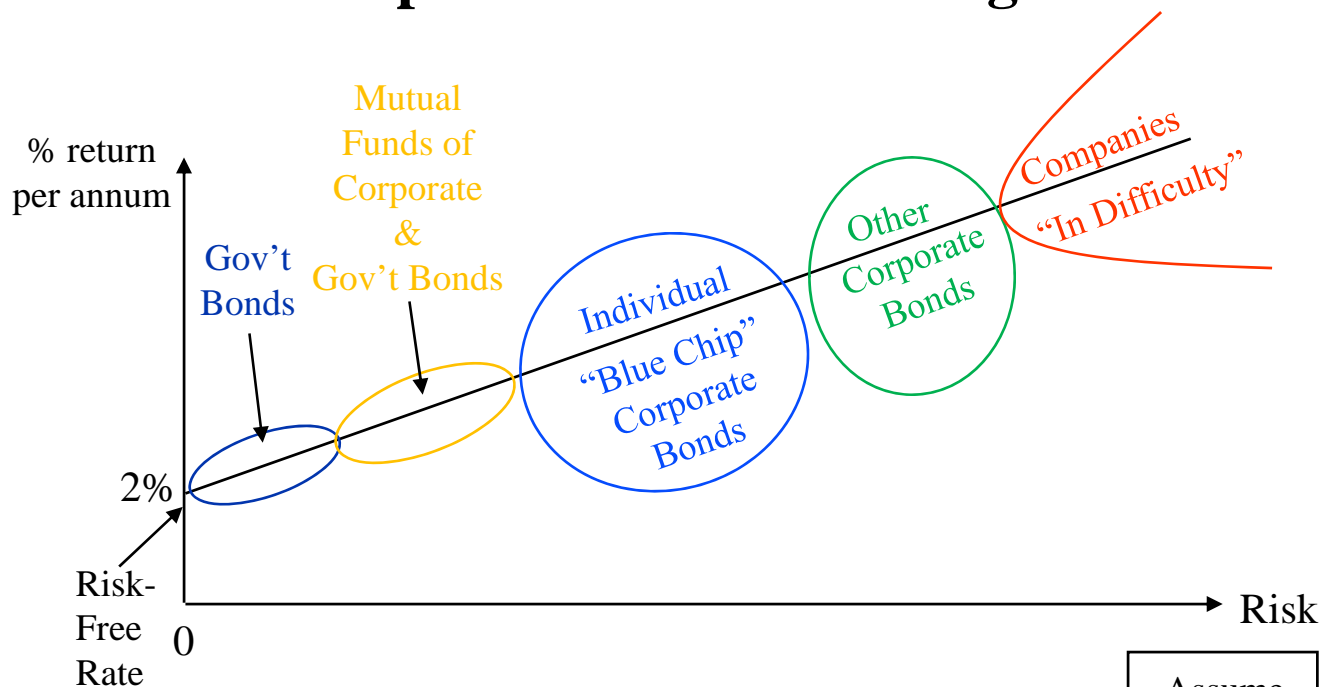 % return
per annum
Gov’t
Bonds
Mutual
Funds of
Corporate
&
Gov’t Bonds
Individual
“Blue Chip”
Corporate
Bonds
Other
Corporate
Bonds
Companies
“In Difficulty”
2%
Risk-
Free
Rate
0
Risk
Assume